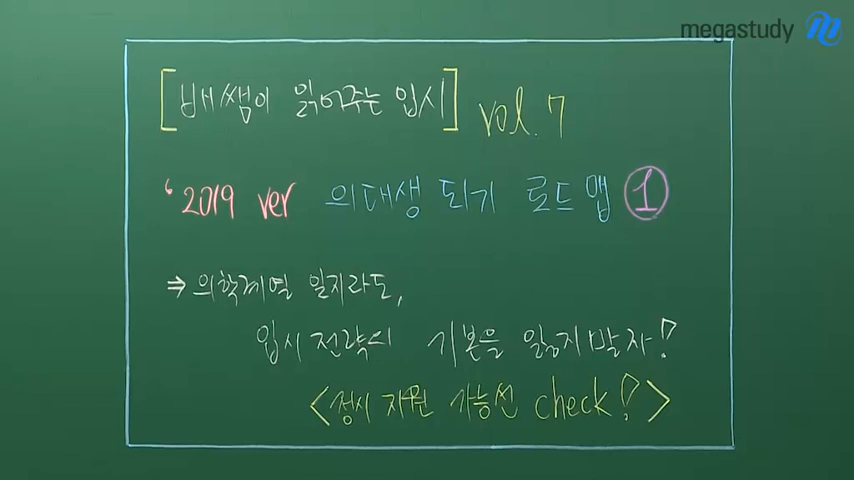 megastudy
[배쌤이 읽어주는 입시] vol.7
'2019 ver 의대생 되기 로드맵 ①
⇒ 의학계열 일지라도,
입시전략의 기본을 잃지말자!
<정시 지원 가능선 check!>